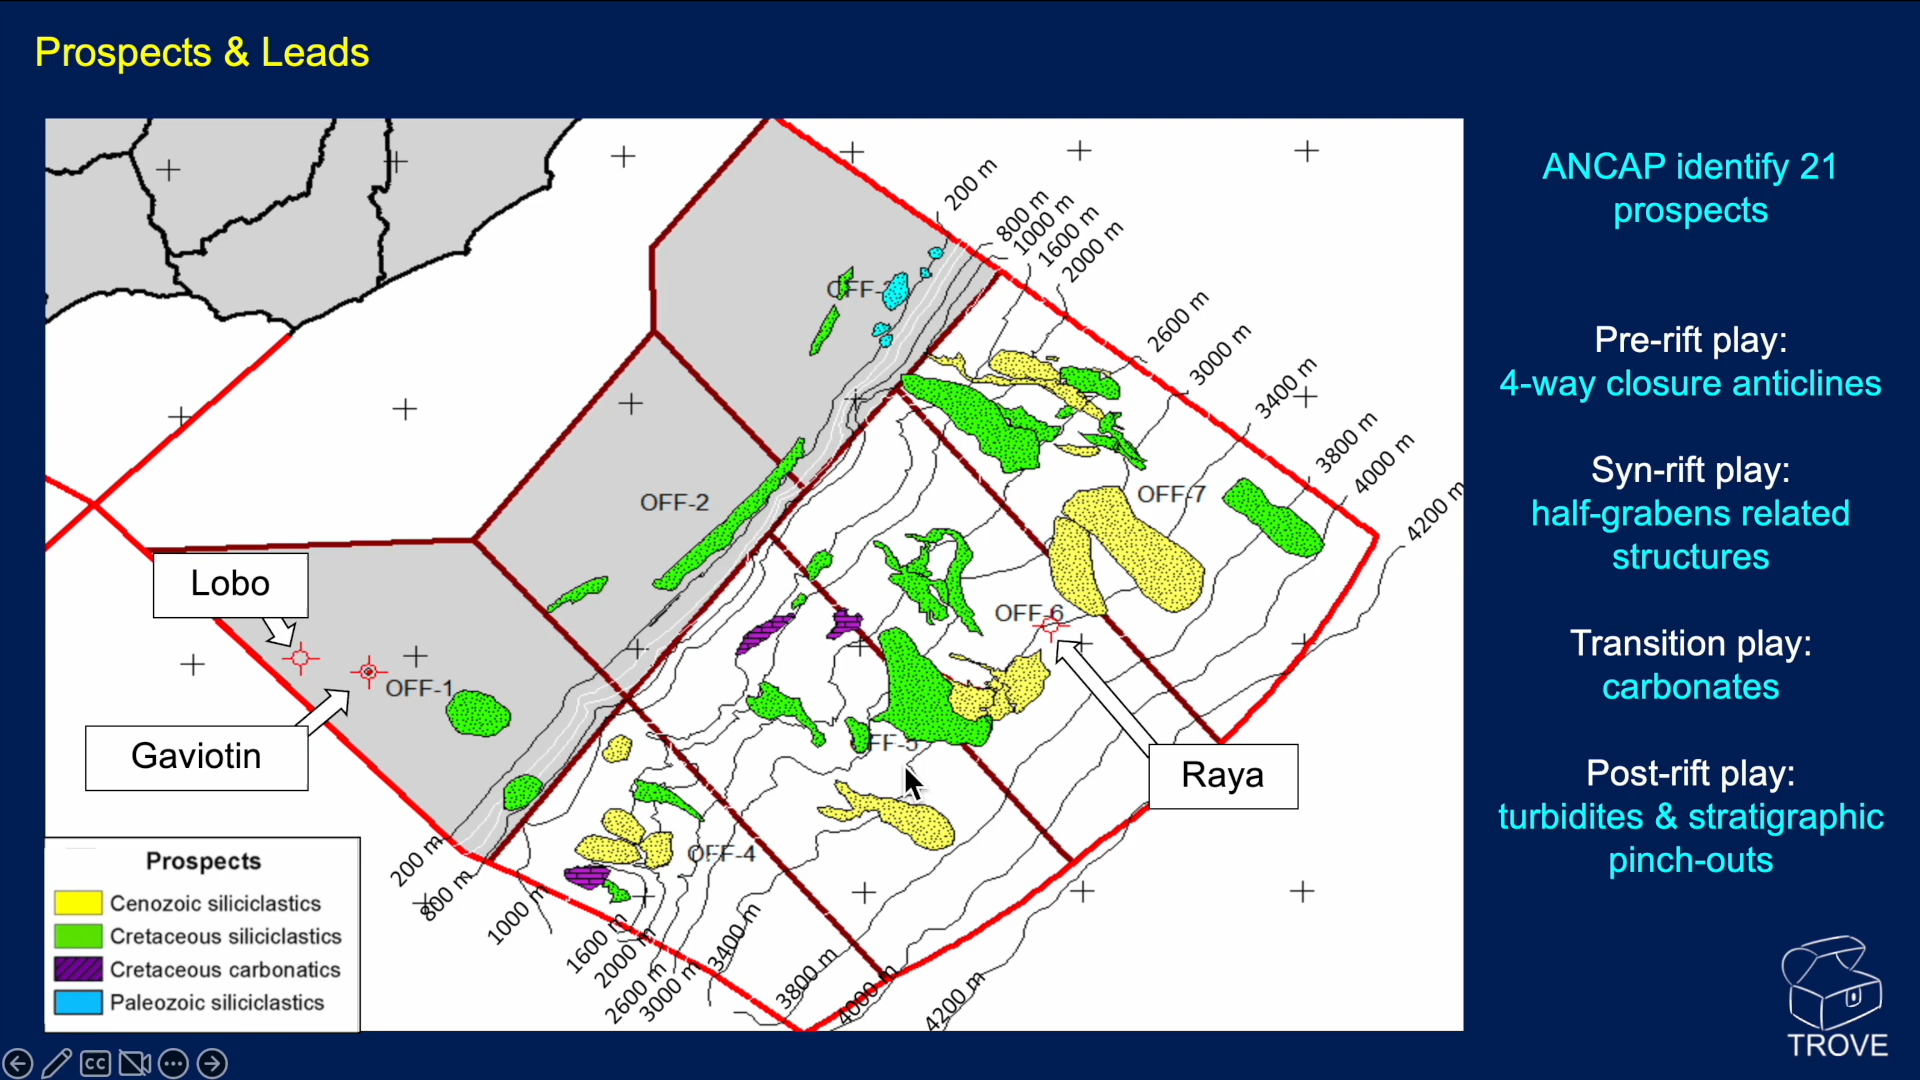 Prospects & Leads
200 m
800 m
1000 m
1600 m
2000 m
2600 m
3000 m
3400 m
3800 m
4000 m
4200 m
OFF-2
OFF-7
OFF-6
OFF-1
OFF-5
OFF-4
Lobo
Gaviotin
Raya
200 m
800 m
1000 m
1600 m
2000 m
2600 m
3000 m
3400 m
3800 m
4000 m
4200 m
Prospects
Cenozoic siliciclastics
Cretaceous siliciclastics
Cretaceous carbonatics
Paleozoic siliciclastics
ANCAP identify 21
prospects
Pre-rift play:
4-way closure anticlines
Syn-rift play:
half-grabens related
structures
Transition play:
carbonates
Post-rift play:
turbidites & stratigraphic
pinch-outs
TROVE
CC